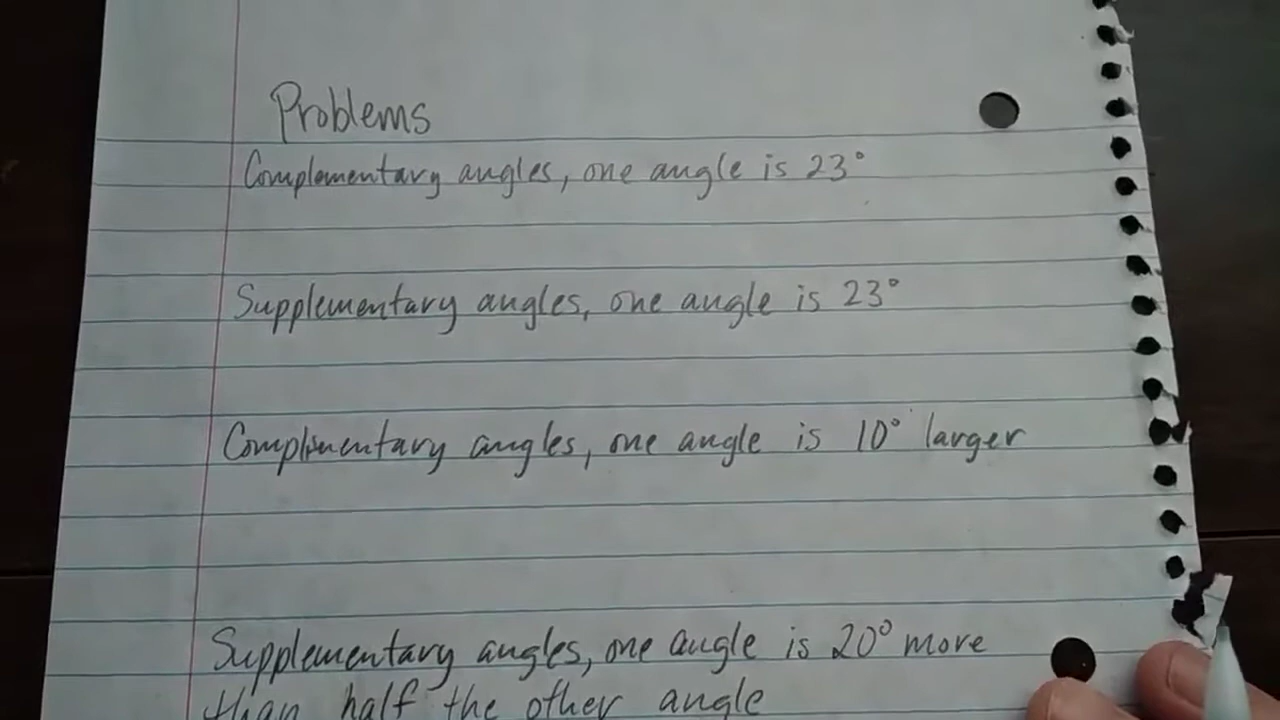 Problems
Complementary angles, one angle is 23°
Supplementary angles, one angle is 23°
Complimentary angles, one angle is 10° larger
Supplementary angles, one angle is 20° more
than half the other angle